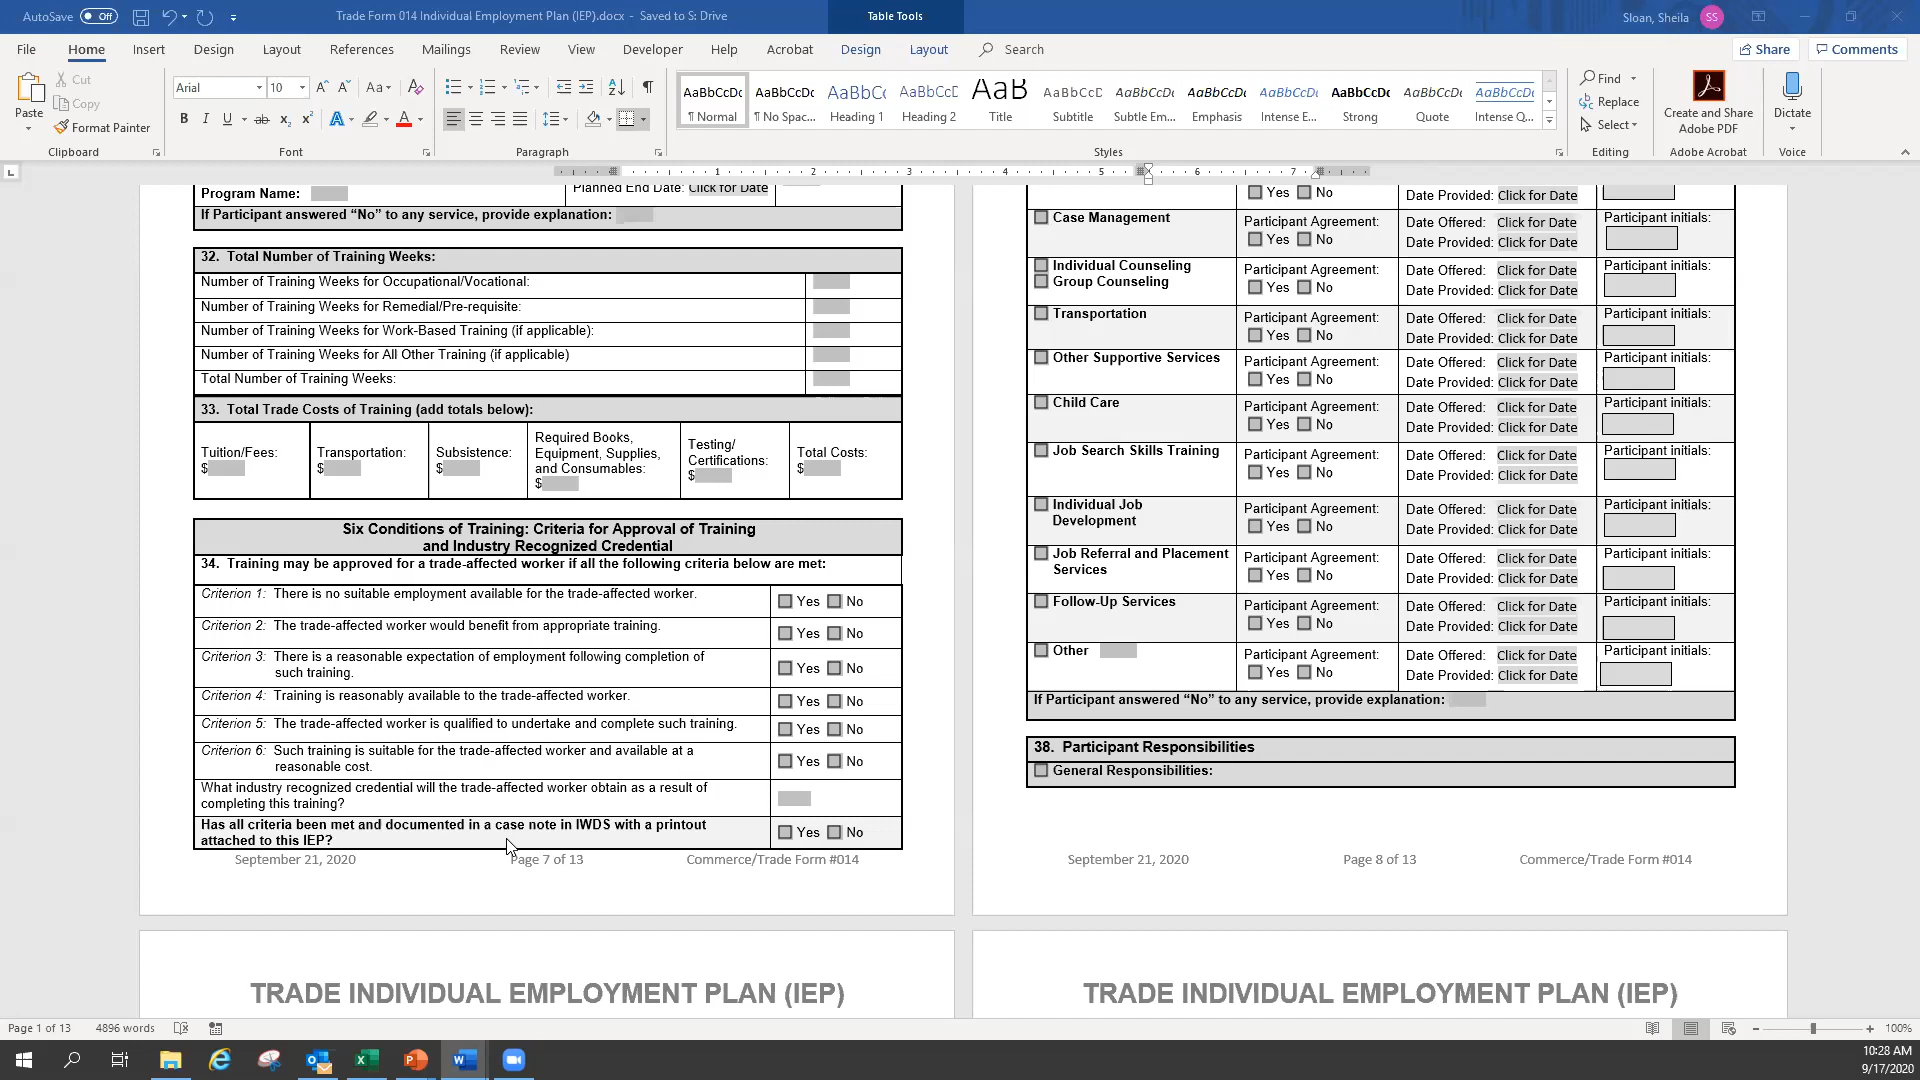 AutoSave Off
Trade Form 014 Individual Employment Plan (IEP).docx - Saved to S: Drive
Table Tools
Sloan, Sheila SS
File Home Insert Design Layout References Mailings Review View Developer Help Acrobat Design Layout Search
Share Comments
Paste
Cut
Copy
Format Painter
Clipboard
Arial 10
Font
Paragraph
AaBbCcDc ¶ Normal
AaBbCcDc ¶ No Spac...
AaBbCc Heading 1
AaBbCcD Heading 2
AaB Title
AaBbCcD Subtitle
AaBbCcDc Subtle Em...
AaBbCcDc Emphasis
AaBbCcDc Intense E...
AaBbCcDc Strong
AaBbCcDc Quote
AaBbCcDc Intense Q...
Styles
Find
Replace
Select
Editing
Create and Share
Adobe PDF
Adobe Acrobat
Dictate
Voice
1 2 3 4 5 6 7
Program Name:
Planned End Date: Click for Date
If Participant answered “No” to any service, provide explanation:
32. Total Number of Training Weeks:
Number of Training Weeks for Occupational/Vocational:
Number of Training Weeks for Remedial/Pre-requisite:
Number of Training Weeks for Work-Based Training (if applicable):
Number of Training Weeks for All Other Training (if applicable)
Total Number of Training Weeks:
33. Total Trade Costs of Training (add totals below):
Tuition/Fees:
$
Transportation:
$
Subsistence:
$
Required Books,
Equipment, Supplies,
and Consumables:
$
Testing/
Certifications:
$
Total Costs:
$
Six Conditions of Training: Criteria for Approval of Training
and Industry Recognized Credential
34. Training may be approved for a trade-affected worker if all the following criteria below are met:
Criterion 1: There is no suitable employment available for the trade-affected worker. Yes No
Criterion 2: The trade-affected worker would benefit from appropriate training. Yes No
Criterion 3: There is a reasonable expectation of employment following completion of
such training. Yes No
Criterion 4: Training is reasonably available to the trade-affected worker. Yes No
Criterion 5: The trade-affected worker is qualified to undertake and complete such training. Yes No
Criterion 6: Such training is suitable for the trade-affected worker and available at a
reasonable cost. Yes No
What industry recognized credential will the trade-affected worker obtain as a result of
completing this training?
Has all criteria been met and documented in a case note in IWDS with a printout
attached to this IEP? Yes No
September 21, 2020 Page 7 of 13 Commerce/Trade Form #014
Yes No Date Provided: Click for Date
Case Management Participant Agreement: Date Offered: Click for Date Participant initials:
Yes No Date Provided: Click for Date
Individual Counseling Participant Agreement: Date Offered: Click for Date Participant initials:
Group Counseling Yes No Date Provided: Click for Date
Transportation Participant Agreement: Date Offered: Click for Date Participant initials:
Yes No Date Provided: Click for Date
Other Supportive Services Participant Agreement: Date Offered: Click for Date Participant initials:
Yes No Date Provided: Click for Date
Child Care Participant Agreement: Date Offered: Click for Date Participant initials:
Yes No Date Provided: Click for Date
Job Search Skills Training Participant Agreement: Date Offered: Click for Date Participant initials:
Yes No Date Provided: Click for Date
Individual Job Participant Agreement: Date Offered: Click for Date Participant initials:
Development Yes No Date Provided: Click for Date
Job Referral and Placement Participant Agreement: Date Offered: Click for Date Participant initials:
Services Yes No Date Provided: Click for Date
Follow-Up Services Participant Agreement: Date Offered: Click for Date Participant initials:
Yes No Date Provided: Click for Date
Other Participant Agreement: Date Offered: Click for Date Participant initials:
Yes No Date Provided: Click for Date
If Participant answered “No” to any service, provide explanation:
38. Participant Responsibilities
General Responsibilities:
September 21, 2020 Page 8 of 13 Commerce/Trade Form #014
TRADE INDIVIDUAL EMPLOYMENT PLAN (IEP)
TRADE INDIVIDUAL EMPLOYMENT PLAN (IEP)
Page 1 of 13 4896 words
100%
10:28 AM
9/17/2020